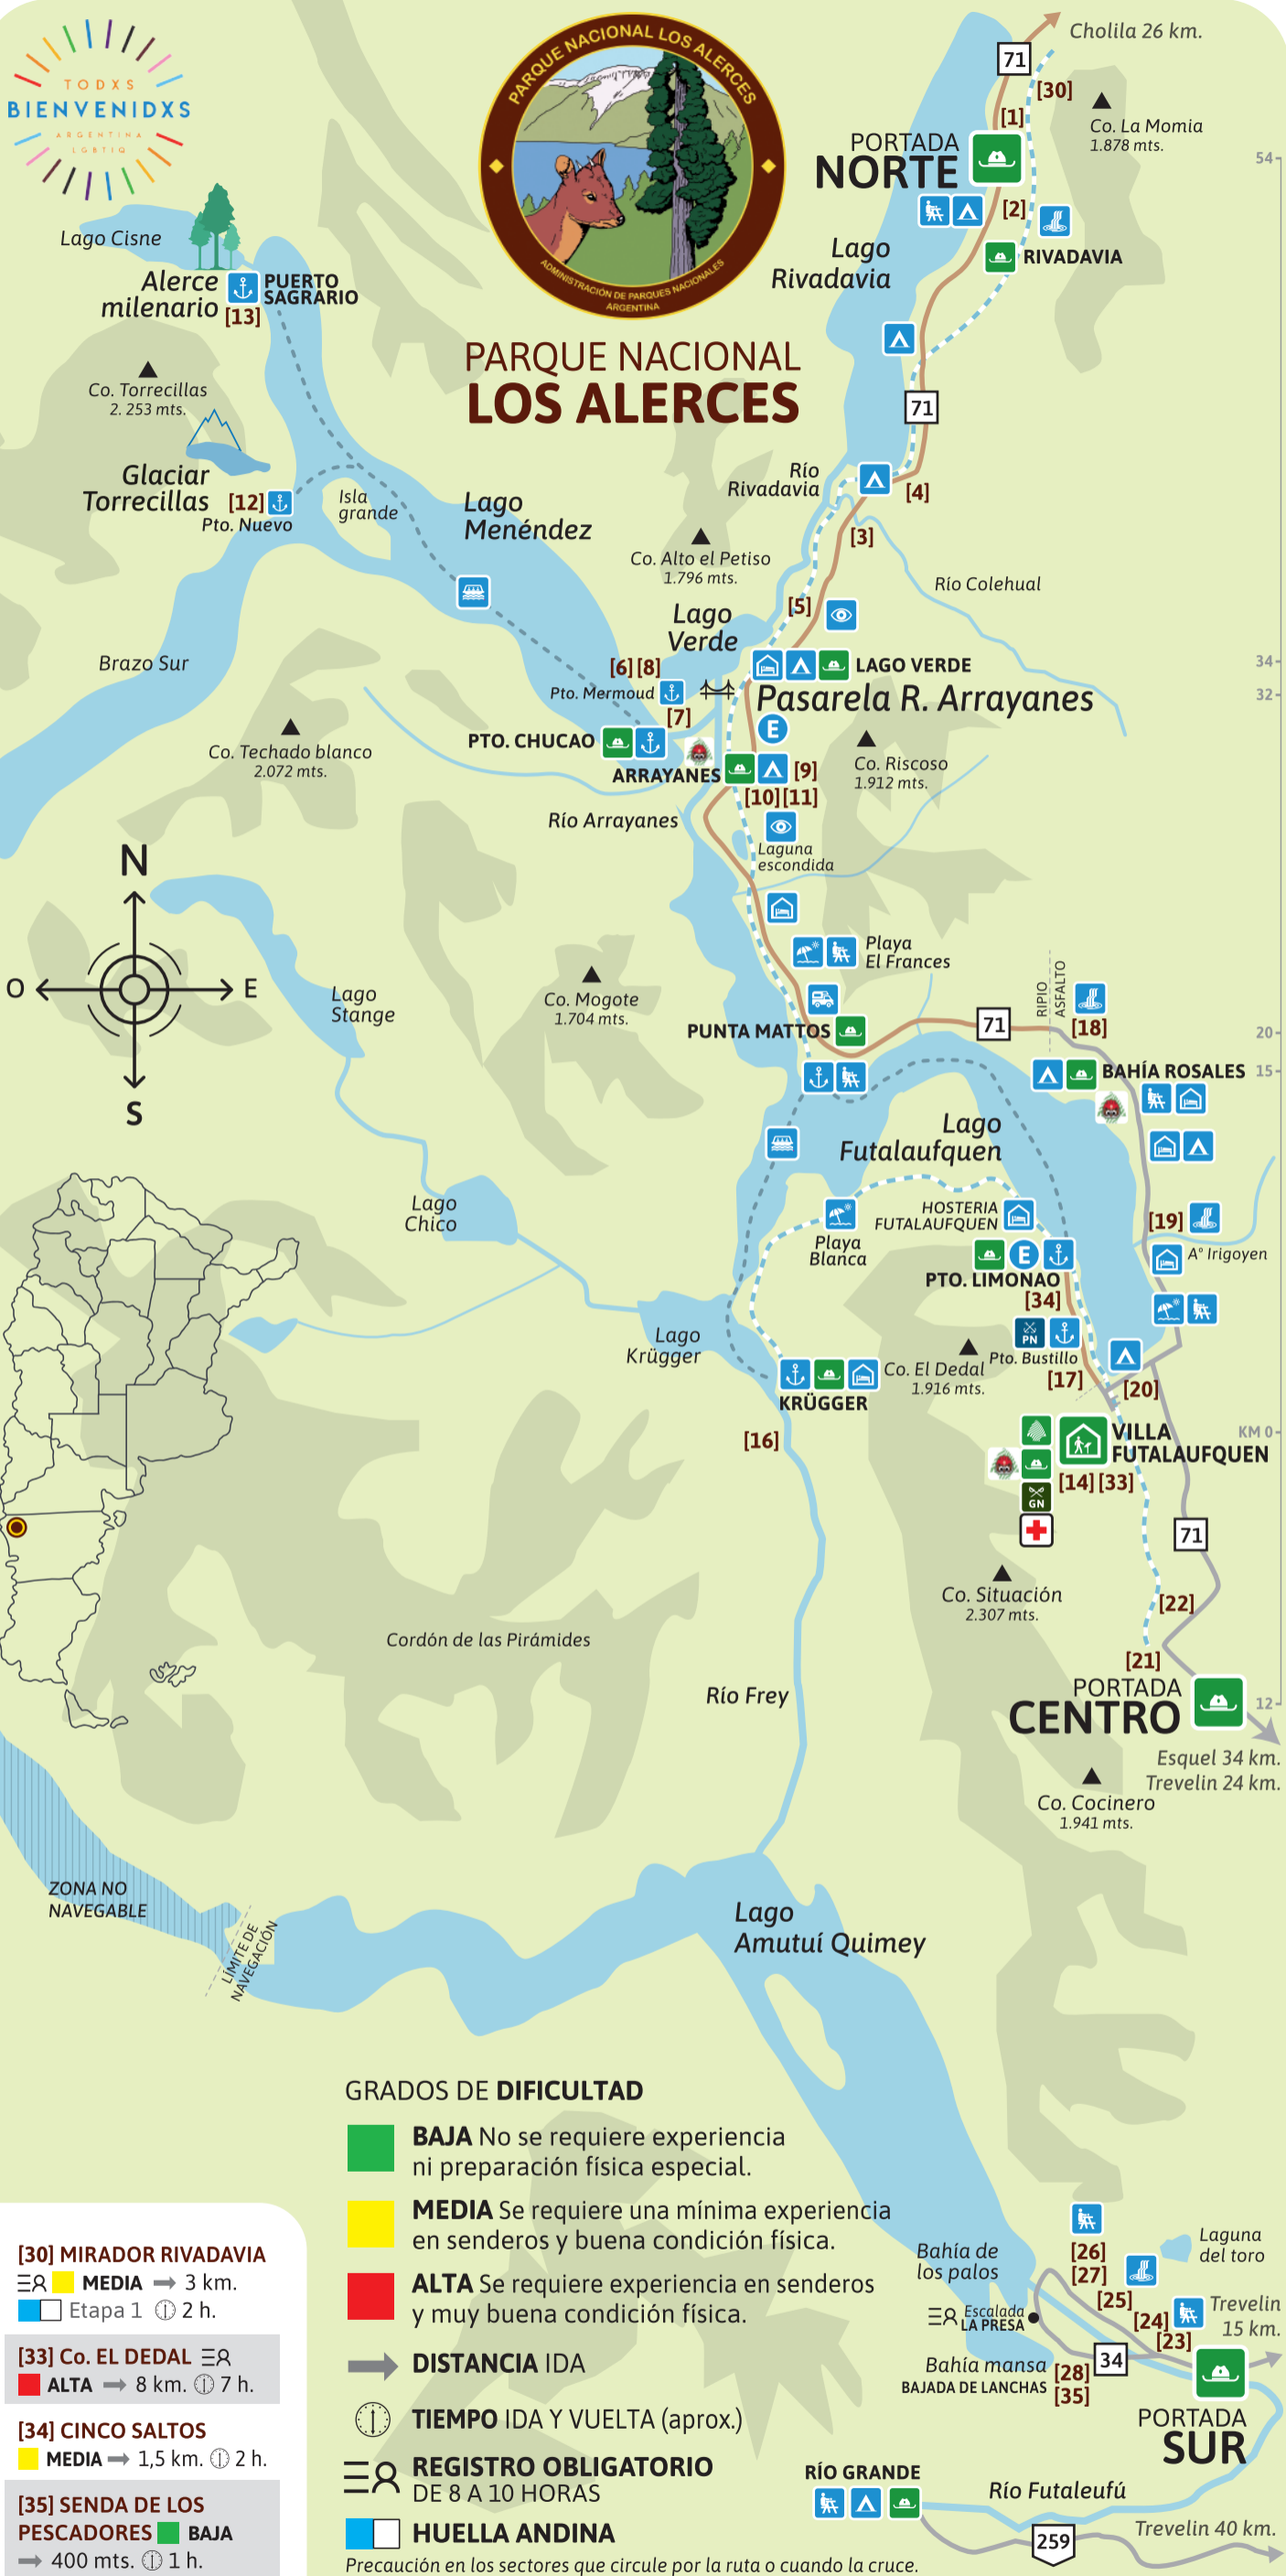 TODXS
BIENVENIDXS
ARGENTINA
LGBTIQ
PARQUE NACIONAL LOS ALERCES
ADMINISTRACIÓN DE PARQUES NACIONALES
ARGENTINA
PARQUE NACIONAL
LOS ALERCES
Cholila 26 km.
71
[30]
[1]
Co. La Momia
1.878 mts.
PORTADA
NORTE
54
[2]
RIVADAVIA
Lago
Rivadavia
Lago Cisne
Alerce
milenario
PUERTO
SAGRARIO
[13]
Co. Torrecillas
2. 253 mts.
71
Glaciar
Torrecillas
[12]
Pto. Nuevo
Isla
grande
Lago
Menéndez
Río
Rivadavia
[4]
[3]
Co. Alto el Petiso
1.796 mts.
Río Colehual
[5]
Lago
Verde
Brazo Sur
[6] [8]
Pto. Mermoud
[7]
LAGO VERDE
34
32
Pasarela R. Arrayanes
E
PTO. CHUCAO
ARRAYANES
[9]
[10] [11]
Co. Riscoso
1.912 mts.
Co. Techado blanco
2.072 mts.
Río Arrayanes
Laguna
escondida
N
O
E
S
Playa
El Frances
Lago
Stange
Co. Mogote
1.704 mts.
PUNTA MATTOS
71
RIPIO
ASFALTO
[18]
20
15
BAHÍA ROSALES
Lago
Futalaufquen
Lago
Chico
HOSTERIA
FUTALAUFQUEN
Playa
Blanca
[19]
A° Irigoyen
E
PTO. LIMONAO
[34]
PN
Pto. Bustillo
[17]
Lago
Krügger
Co. El Dedal
1.916 mts.
KRÜGGER
[20]
[16]
KM 0
VILLA
FUTALAUFQUEN
[14] [33]
GN
71
Co. Situación
2.307 mts.
[22]
[21]
Cordón de las Pirámides
Río Frey
PORTADA
CENTRO
12
Esquel 34 km.
Trevelin 24 km.
Co. Cocinero
1.941 mts.
ZONA NO
NAVEGABLE
LÍMITE DE
NAVEGACIÓN
Lago
Amutuí Quimey
GRADOS DE DIFICULTAD
BAJA No se requiere experiencia
ni preparación física especial.
MEDIA Se requiere una mínima experiencia
en senderos y buena condición física.
ALTA Se requiere experiencia en senderos
y muy buena condición física.
DISTANCIA IDA
TIEMPO IDA Y VUELTA (aprox.)
REGISTRO OBLIGATORIO
DE 8 A 10 HORAS
HUELLA ANDINA
Precaución en los sectores que circule por la ruta o cuando la cruce.
[30] MIRADOR RIVADAVIA
MEDIA 3 km.
Etapa 1 2 h.
[33] Co. EL DEDAL
ALTA 8 km. 7 h.
[34] CINCO SALTOS
MEDIA 1,5 km. 2 h.
[35] SENDA DE LOS
PESCADORES BAJA
400 mts. 1 h.
Bahía de
los palos
[26]
[27]
Laguna
del toro
[25]
Escalada
LA PRESA
[24]
[23]
Trevelin
15 km.
34
Bahía mansa
BAJADA DE LANCHAS
[28]
[35]
PORTADA
SUR
RÍO GRANDE
Río Futaleufú
259
Trevelin 40 km.